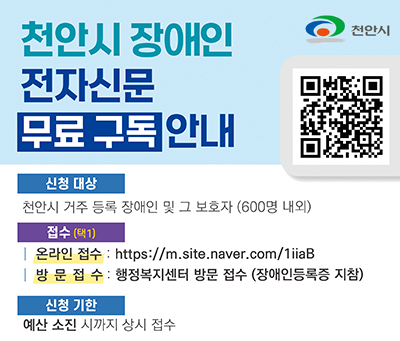 천안시 장애인
천안시
전자신문
무료 구독 안내
신청 대상
천안시 거주 등록 장애인 및 그 보호자 (600명 내외)
접수 (택1)
온라인 접수 : https://m.site.naver.com/1iiaB
방 문 접 수 : 행정복지센터 방문 접수 (장애인등록증 지참)
신청 기한
예산 소진 시까지 상시 접수